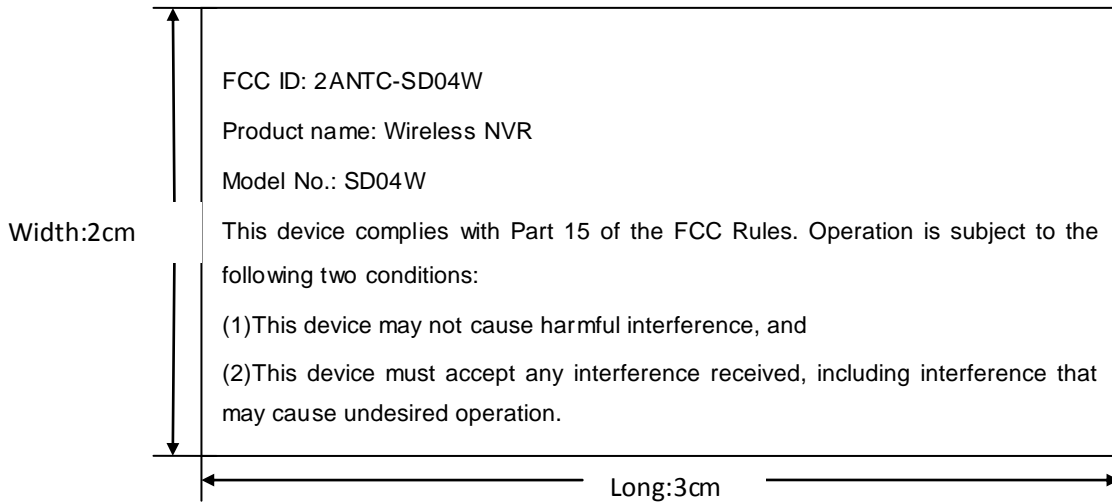 FCC ID: 2ANTC-SD04W
Product name: Wireless NVR
Model No.: SD04W
Width:2cm
This device complies with Part 15 of the FCC Rules. Operation is subject to the
following two conditions:
(1)This device may not cause harmful interference, and
(2)This device must accept any interference received, including interference that
may cause undesired operation.
Long:3cm